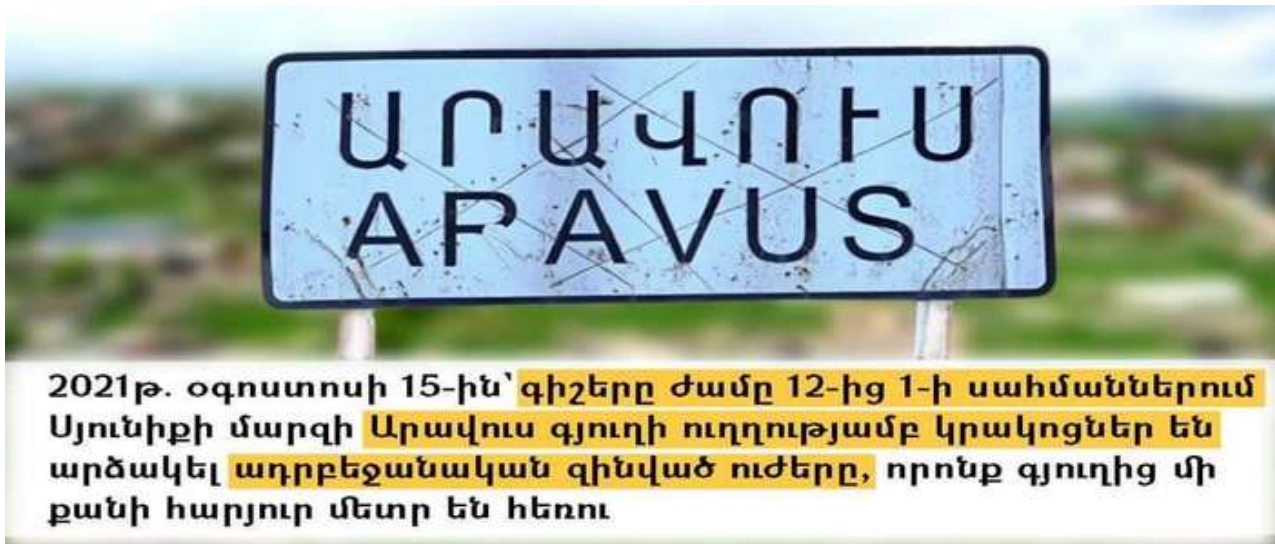 ԱՐԱՎՈՒՍ
ARAVUS
2021թ. օգոստոսի 15-ին՝ գիշերը ժամը 12-ից 1-ի սահմաններում
Սյունիքի մարզի Արավուս գյուղի ուղղությամբ կրակոցներ են
արձակել ադրբեջանական զինված ուժերը, որոնք գյուղից մի
քանի հարյուր մետր են հեռու